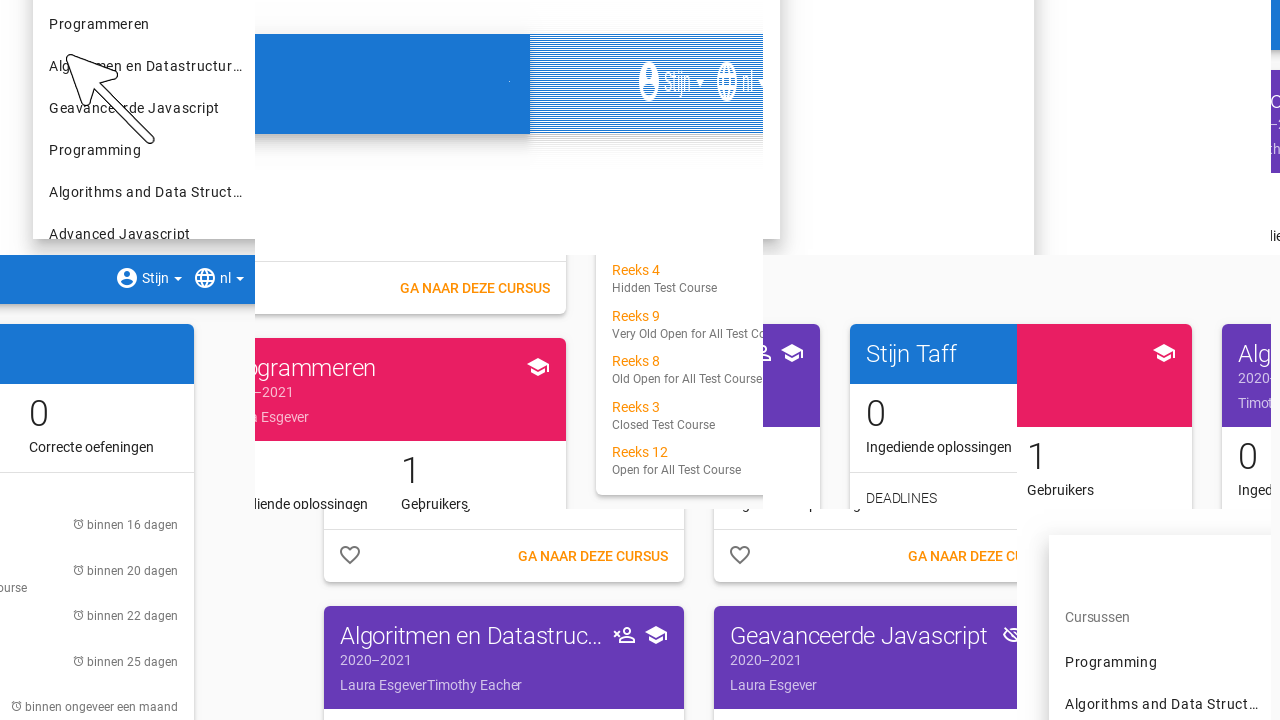 Programmeren
Algoritmen en Datastructur…
Geavanceerde Javascript
Programming
Algorithms and Data Struct…
Advanced Javascript
Stijn
nl
Stijn
nl
0
Correcte oefeningen
binnen 16 dagen
binnen 20 dagen
binnen 22 dagen
binnen 25 dagen
binnen ongeveer een maand
GA NAAR DEZE CURSUS
ogrammeren
–2021
Esgever
1
Gebruikers
Reeks 4
Hidden Test Course
Reeks 9
Very Old Open for All Test Co
Reeks 8
Old Open for All Test Course
Reeks 3
Closed Test Course
Reeks 12
Open for All Test Course
Stijn Taff
0
Ingediende oplossingen
DEADLINES
1
Gebruikers
Alg
2020
Timot
0
Inged
GA NAAR DEZE CURSUS
GA NAAR DEZE CU
Algoritmen en Datastruc…
2020–2021
Laura EsgeverTimothy Eacher
Geavanceerde Javascript
2020–2021
Laura Esgever
Cursussen
Programming
Algorithms and Data Struct…